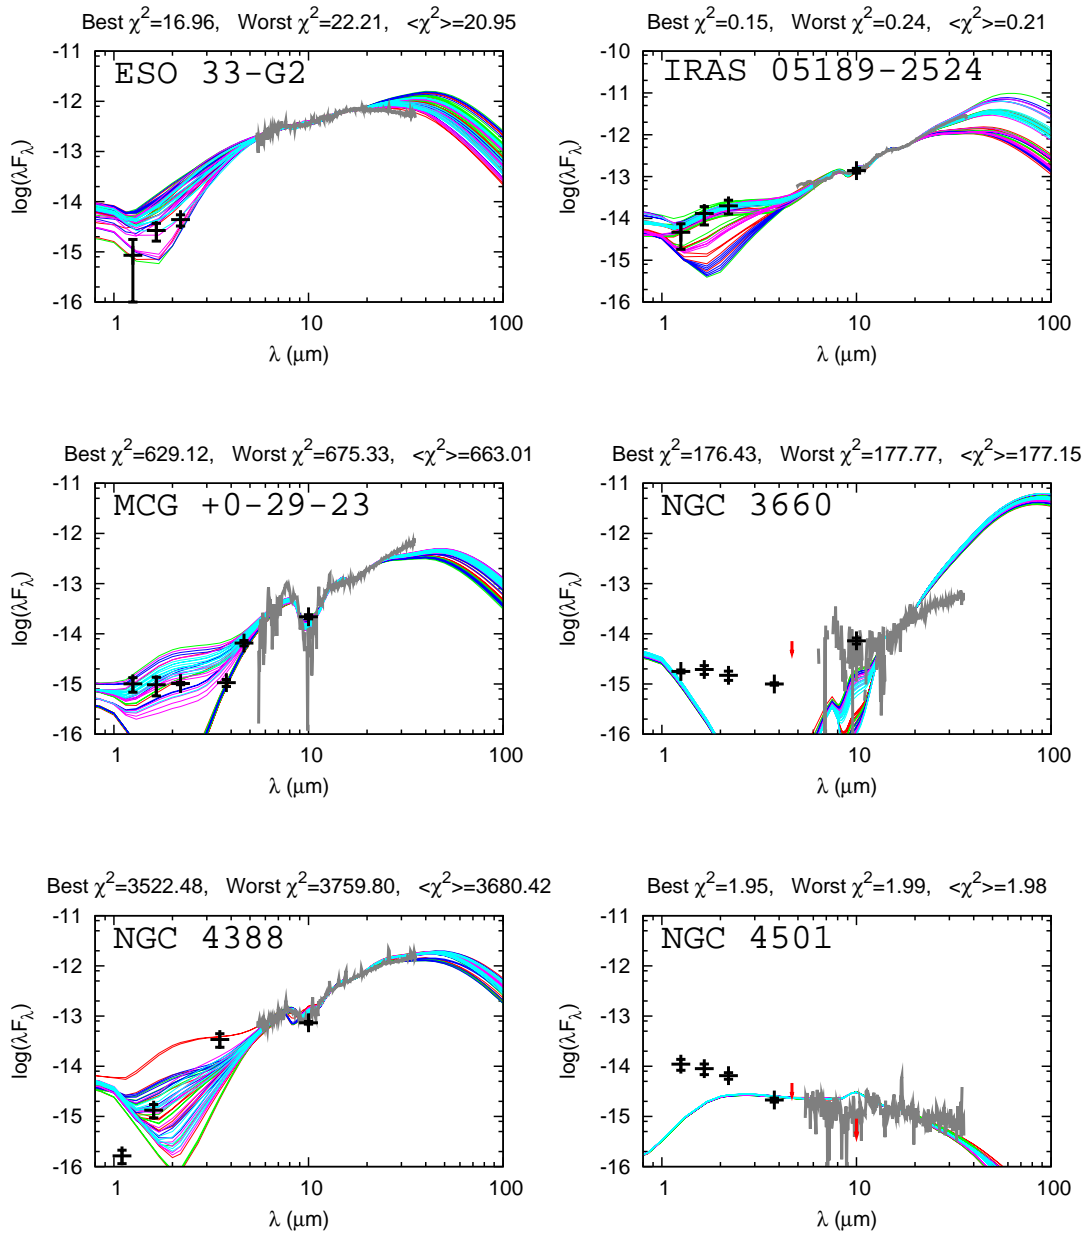 Best χ²=16.96, Worst χ²=22.21, <χ²>=20.95
ESO 33-G2
log(λF_λ)
-11
-12
-13
-14
-15
-16
1 10 100
λ (μm)
Best χ²=0.15, Worst χ²=0.24, <χ²>=0.21
IRAS 05189-2524
log(λF_λ)
-10
-11
-12
-13
-14
-15
-16
1 10 100
λ (μm)
Best χ²=629.12, Worst χ²=675.33, <χ²>=663.01
MCG +0-29-23
log(λF_λ)
-11
-12
-13
-14
-15
-16
1 10 100
λ (μm)
Best χ²=176.43, Worst χ²=177.77, <χ²>=177.15
NGC 3660
log(λF_λ)
-11
-12
-13
-14
-15
-16
1 10 100
λ (μm)
Best χ²=3522.48, Worst χ²=3759.80, <χ²>=3680.42
NGC 4388
log(λF_λ)
-11
-12
-13
-14
-15
-16
1 10 100
λ (μm)
Best χ²=1.95, Worst χ²=1.99, <χ²>=1.98
NGC 4501
log(λF_λ)
-11
-12
-13
-14
-15
-16
1 10 100
λ (μm)